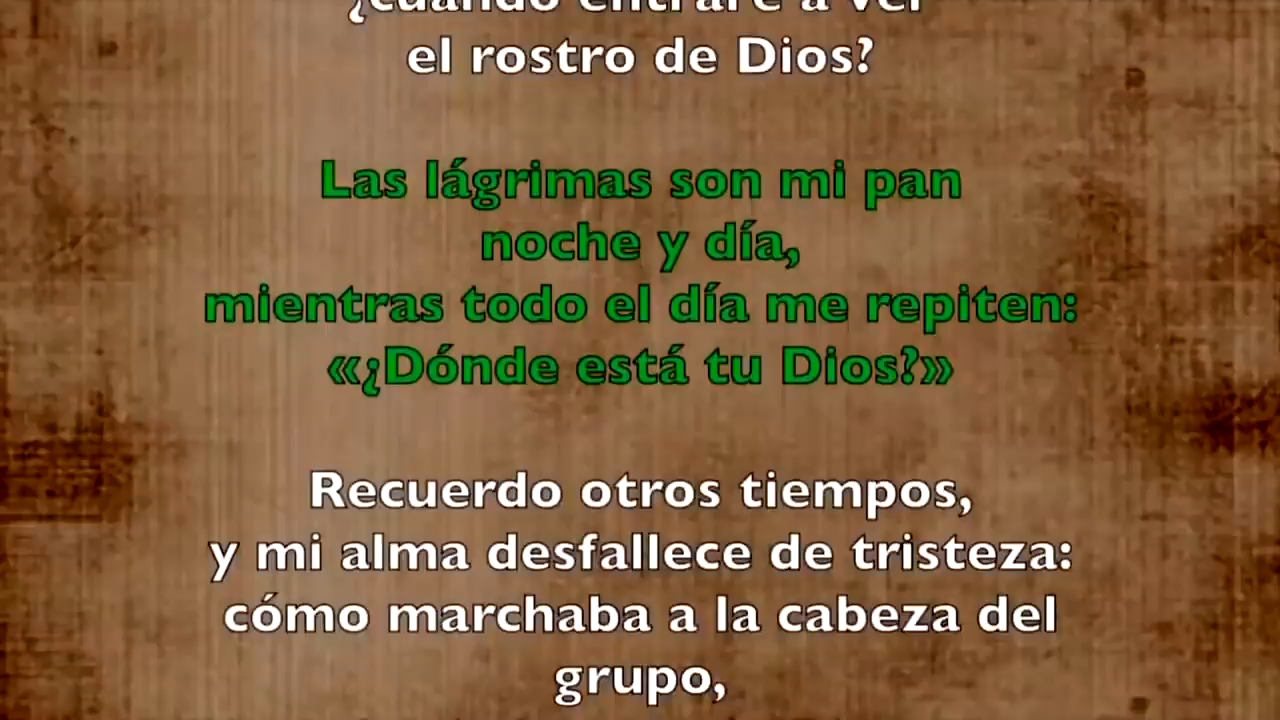 ¿cuándo entraré a ver
el rostro de Dios?
Las lágrimas son mi pan
noche y día,
mientras todo el día me repiten:
«¿Dónde está tu Dios?»
Recuerdo otros tiempos,
y mi alma desfallece de tristeza:
cómo marchaba a la cabeza del
grupo,